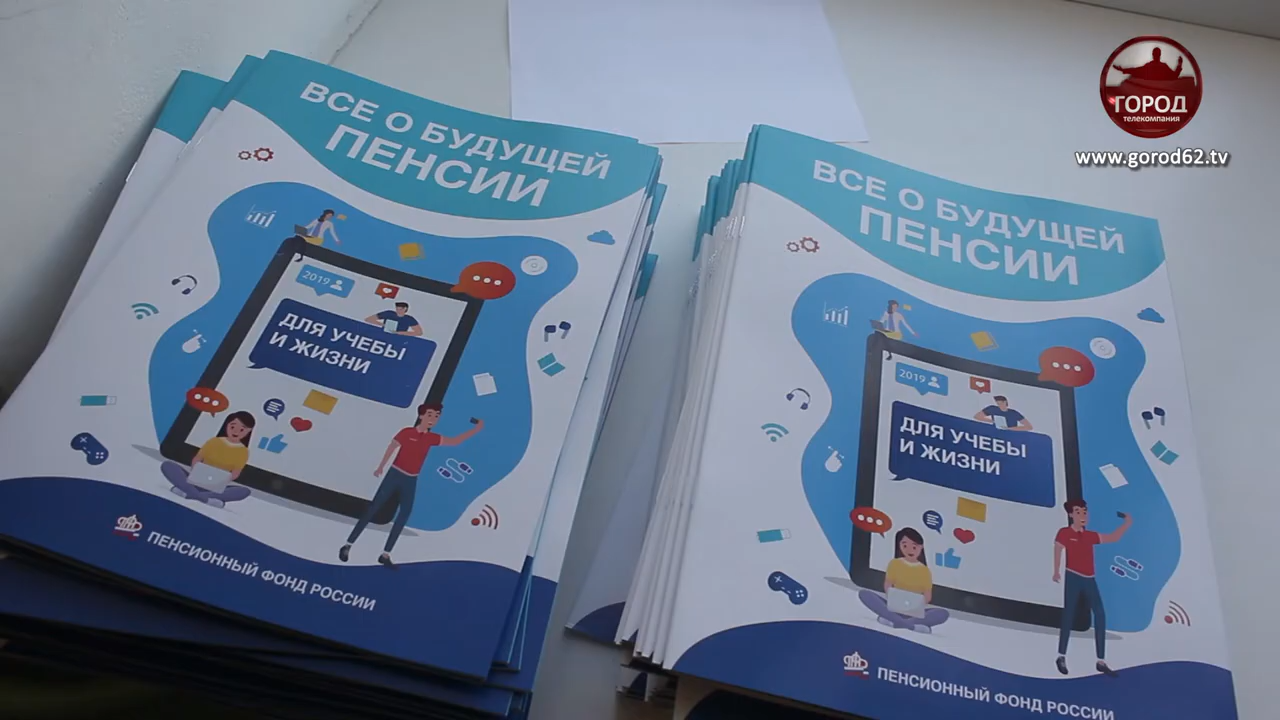 ВСЕ О БУДУЩЕЙ
ПЕНСИИ
2019
ДЛЯ УЧЕБЫ
И ЖИЗНИ
ПЕНСИОННЫЙ ФОНД РОССИИ
ВСЕ О БУДУЩЕЙ
ПЕНСИИ
2019
ДЛЯ УЧЕБЫ
И ЖИЗНИ
ПЕНСИОННЫЙ ФОНД РОССИИ
ГОРОД
телекомпания
www.gorod62.tv